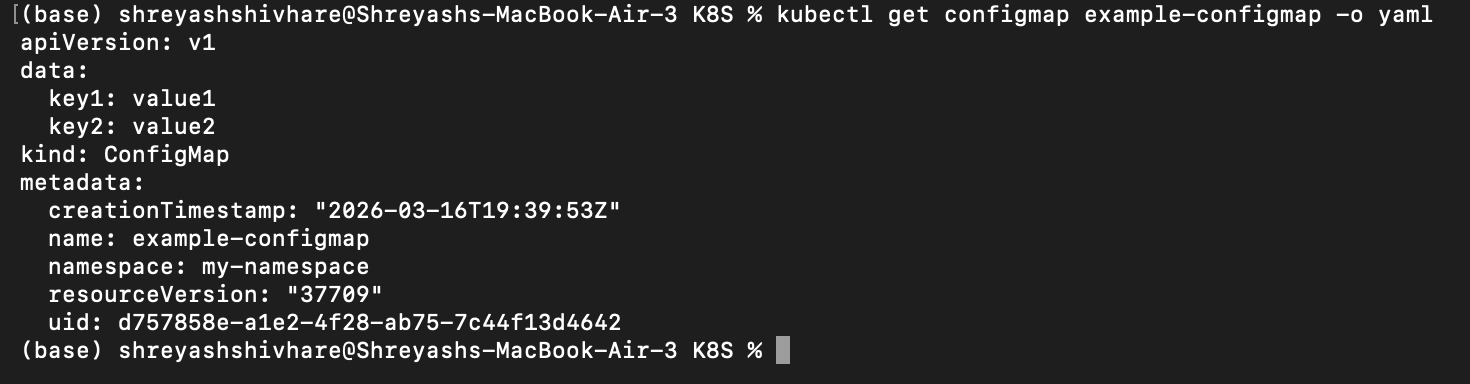 [(base) shreyashshivhare@Shreyashs-MacBook-Air-3 K8S % kubectl get configmap example-configmap -o yaml
apiVersion: v1
data:
  key1: value1
  key2: value2
kind: ConfigMap
metadata:
  creationTimestamp: "2026-03-16T19:39:53Z"
  name: example-configmap
  namespace: my-namespace
  resourceVersion: "37709"
  uid: d757858e-a1e2-4f28-ab75-7c44f13d4642
(base) shreyashshivhare@Shreyashs-MacBook-Air-3 K8S %